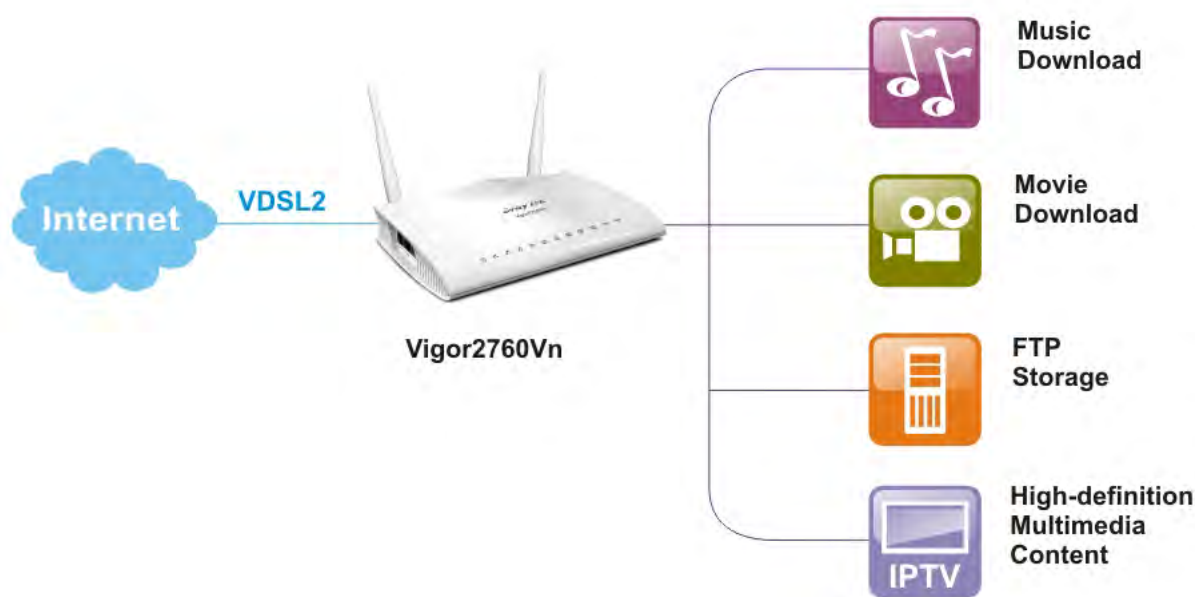 Internet
VDSL2
Vigor2760Vn
Music
Download
Movie
Download
FTP
Storage
High-definition
Multimedia
Content
IPTV